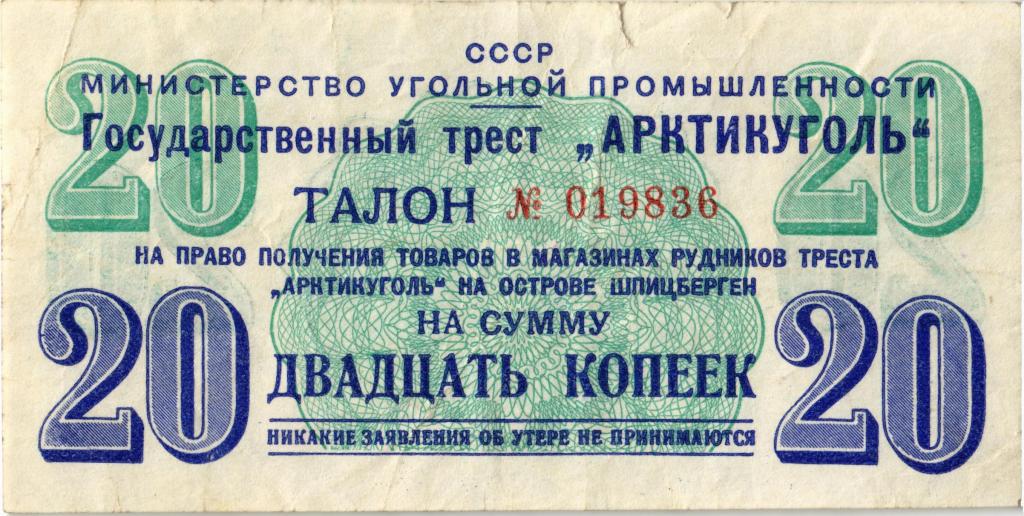 20 20
СССР
МИНИСТЕРСТВО УГОЛЬНОЙ ПРОМЫШЛЕННОСТИ
Государственный трест „АРКТИКУГОЛЬ“
ТАЛОН № 019836
НА ПРАВО ПОЛУЧЕНИЯ ТОВАРОВ В МАГАЗИНАХ РУДНИКОВ ТРЕСТА
„АРКТИКУГОЛЬ“ НА ОСТРОВЕ ШПИЦБЕРГЕН
НА СУММУ
20 ДВАДЦАТЬ КОПЕЕК 20
НИКАКИЕ ЗАЯВЛЕНИЯ ОБ УТЕРЕ НЕ ПРИНИМАЮТСЯ